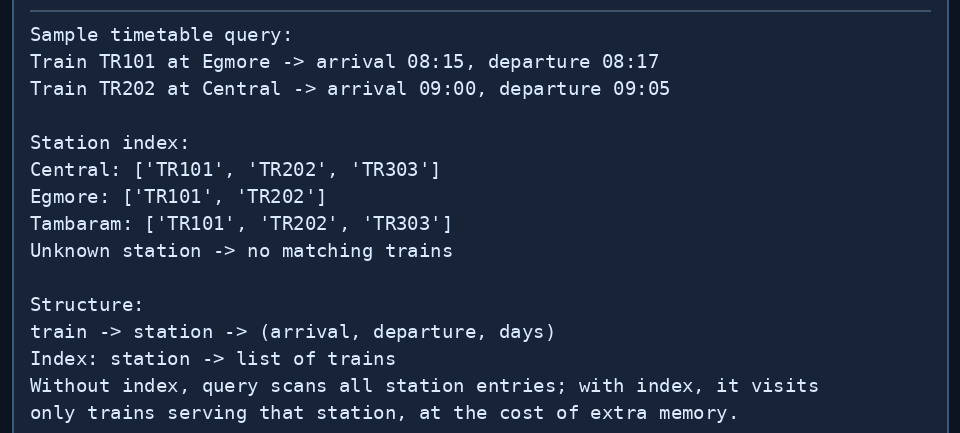 Sample timetable query:
Train TR101 at Egmore -> arrival 08:15, departure 08:17
Train TR202 at Central -> arrival 09:00, departure 09:05
Station index:
Central: ['TR101', 'TR202', 'TR303']
Egmore: ['TR101', 'TR202']
Tambaram: ['TR101', 'TR202', 'TR303']
Unknown station -> no matching trains
Structure:
train -> station -> (arrival, departure, days)
Index: station -> list of trains
Without index, query scans all station entries; with index, it visits
only trains serving that station, at the cost of extra memory.